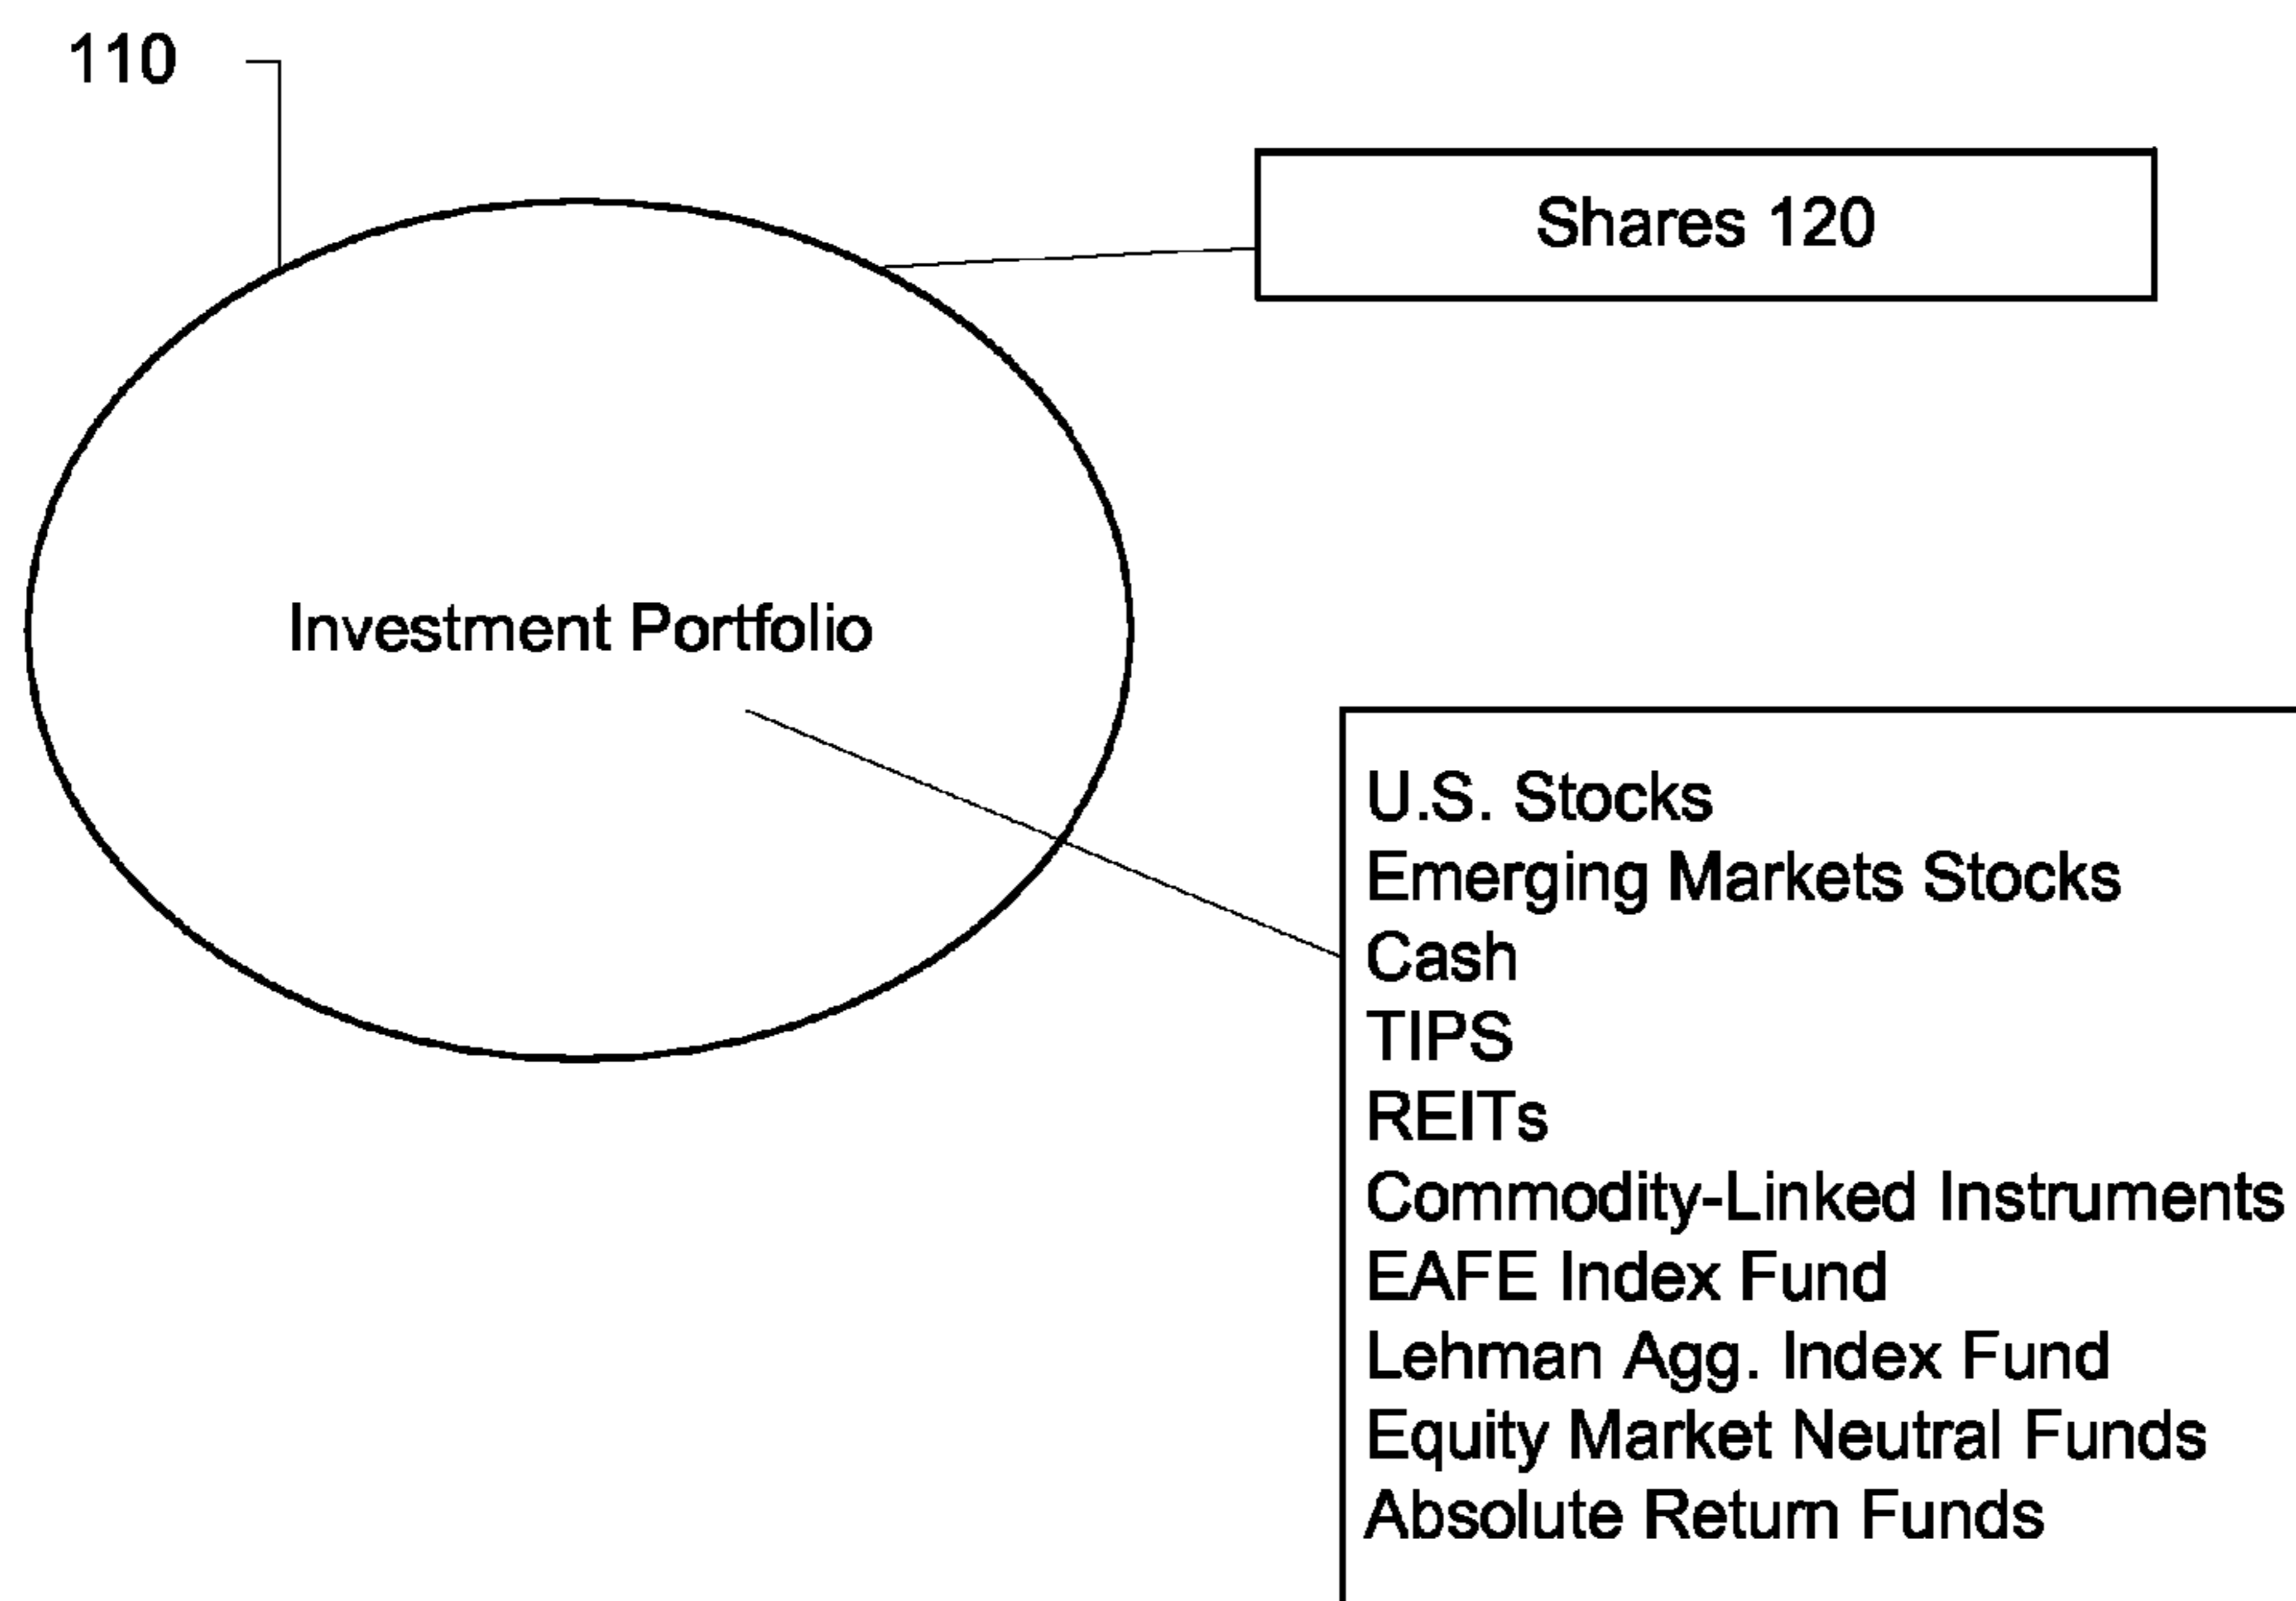 110
Shares 120
Investment Portfolio
U.S. Stocks
Emerging Markets Stocks
Cash
TIPS
REITs
Commodity-Linked Instruments
EAFE Index Fund
Lehman Agg. Index Fund
Equity Market Neutral Funds
Absolute Return Funds